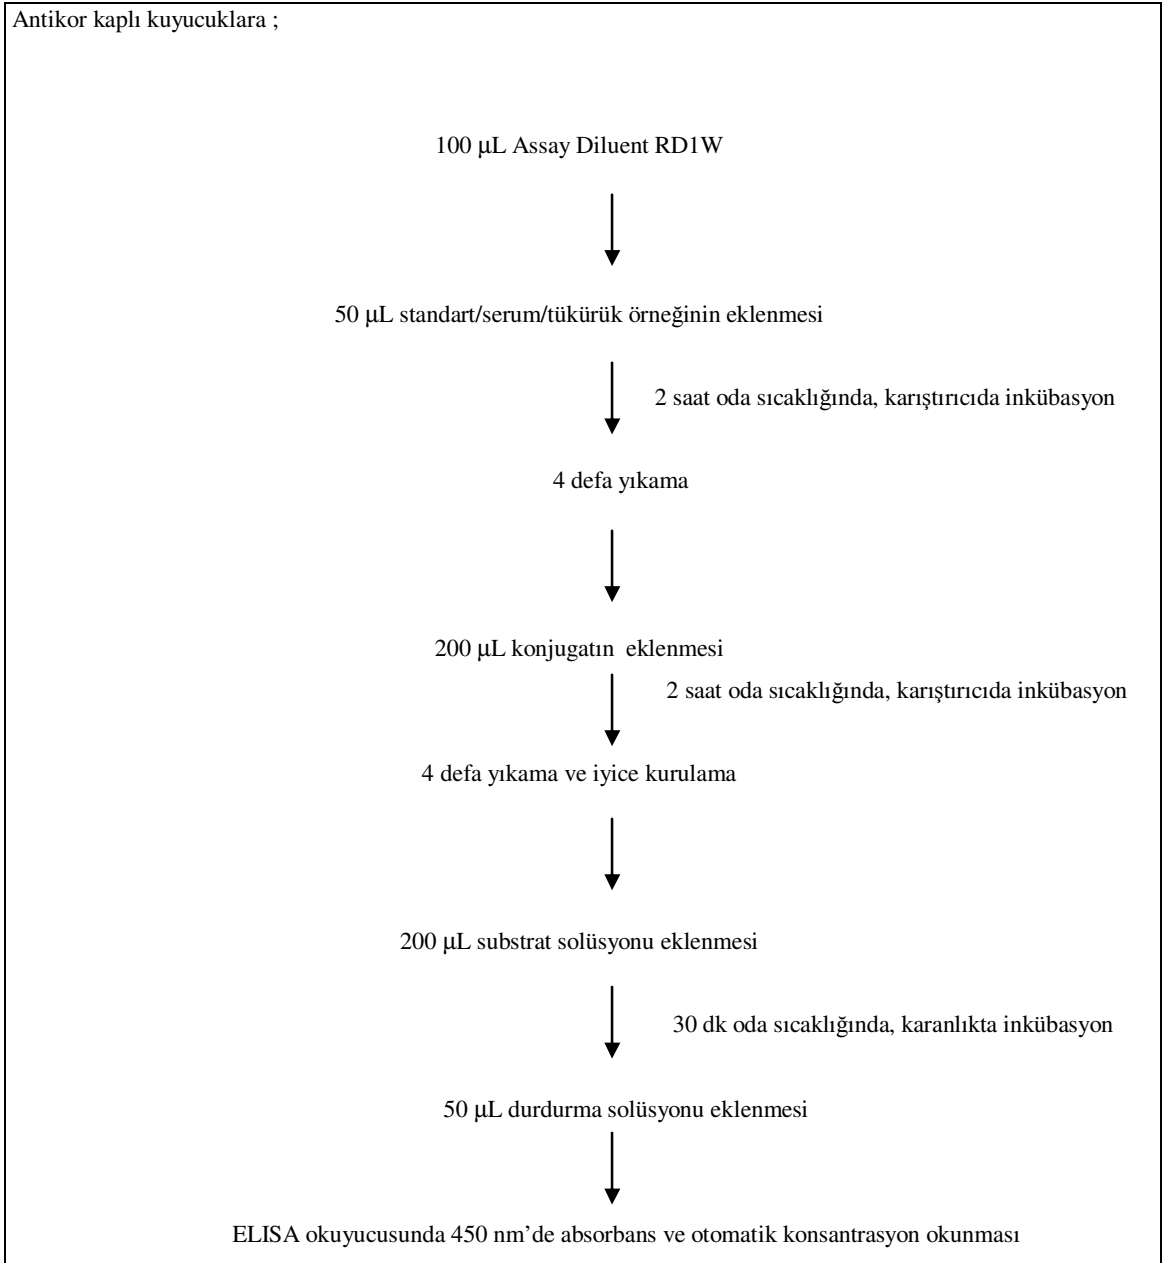 Antikor kaplı kuyucuklara ;
100 µL Assay Diluent RD1W
50 µL standart/serum/tükürük örneğinin eklenmesi
2 saat oda sıcaklığında, karıştırıcıda inkübasyon
4 defa yıkama
200 µL konjugatın eklenmesi
2 saat oda sıcaklığında, karıştırıcıda inkübasyon
4 defa yıkama ve iyice kurulama
200 µL substrat solüsyonu eklenmesi
30 dk oda sıcaklığında, karanlıkta inkübasyon
50 µL durdurma solüsyonu eklenmesi
ELISA okuyucusunda 450 nm’de absorbans ve otomatik konsantrasyon okunması